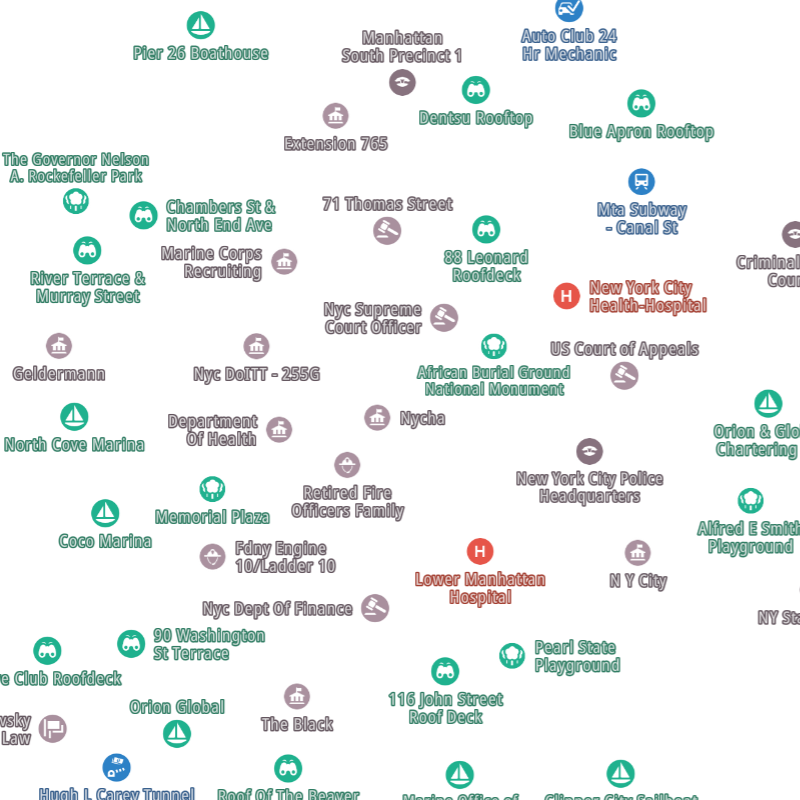 Pier 26 Boathouse
Manhattan
South Precinct 1
Auto Club 24
Hr Mechanic
Extension 765
Dentsu Rooftop
Blue Apron Rooftop
The Governor Nelson
A. Rockefeller Park
Chambers St &
North End Ave
71 Thomas Street
Mta Subway
- Canal St
River Terrace &
Murray Street
Marine Corps
Recruiting
88 Leonard
Roofdeck
Criminal
New York City
Health-Hospital
Nyc Supreme
Court Officer
Geldermann
Nyc DoITT - 255G
African Burial Ground
National Monument
US Court of Appeals
North Cove Marina
Department
Of Health
Nycha
Orion &
Chartering
Retired Fire
Officers Family
New York City Police
Headquarters
Coco Marina
Memorial Plaza
Alfred E Smith
Playground
Fdny Engine
10/Ladder 10
Lower Manhattan
Hospital
N Y City
Nyc Dept Of Finance
NY
90 Washington
St Terrace
Club Roofdeck
Pearl State
Playground
Orion Global
The Black
116 John Street
Roof Deck
Law
Hugh L Carey Tunnel
Roof Of The Beaver
Marine Office of
Clipper City Sailboat